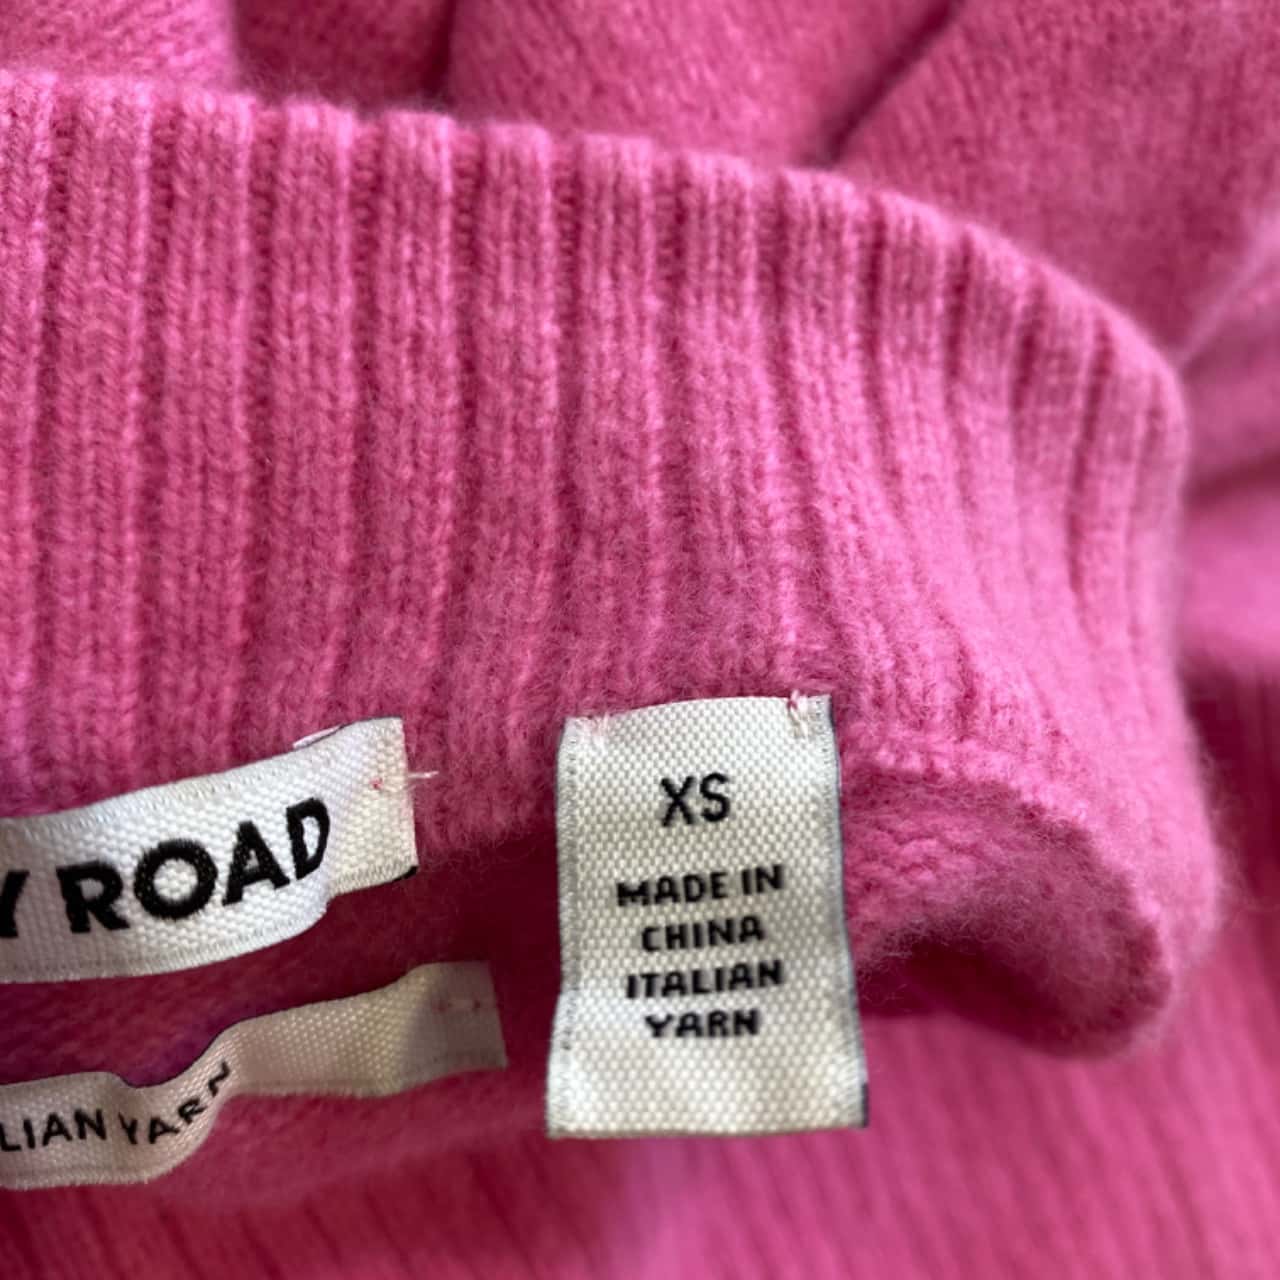 Y ROAD
LIAN YARN
XS
MADE IN
CHINA
ITALIAN
YARN